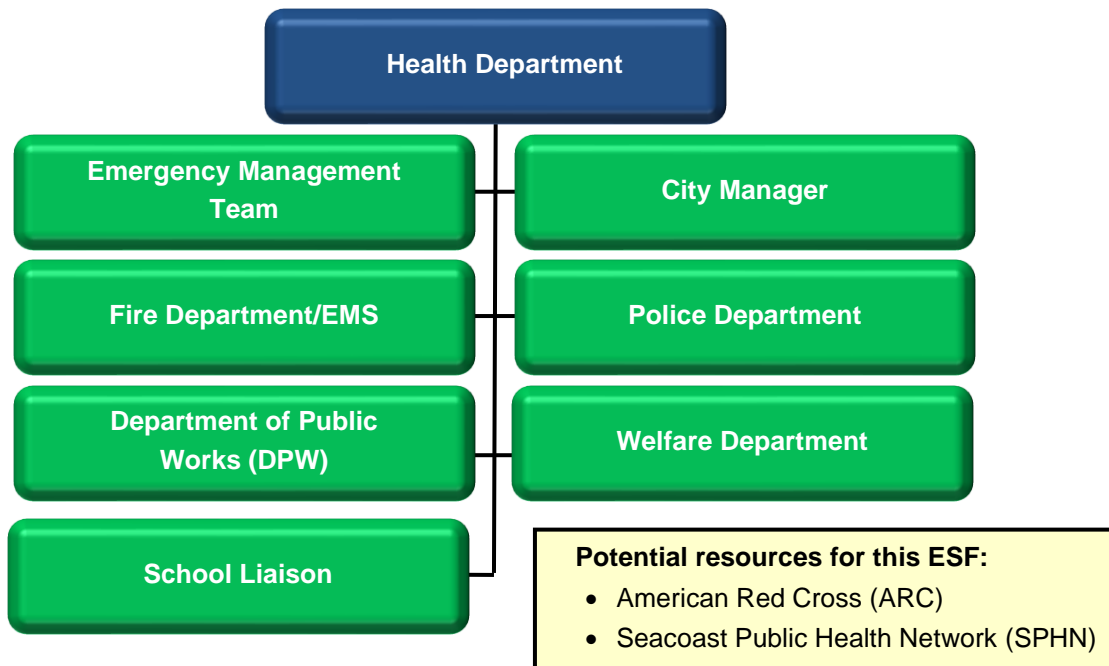 Health Department
Emergency Management
Team
City Manager
Fire Department/EMS
Police Department
Department of Public
Works (DPW)
Welfare Department
School Liaison
Potential resources for this ESF:
• American Red Cross (ARC)
• Seacoast Public Health Network (SPHN)